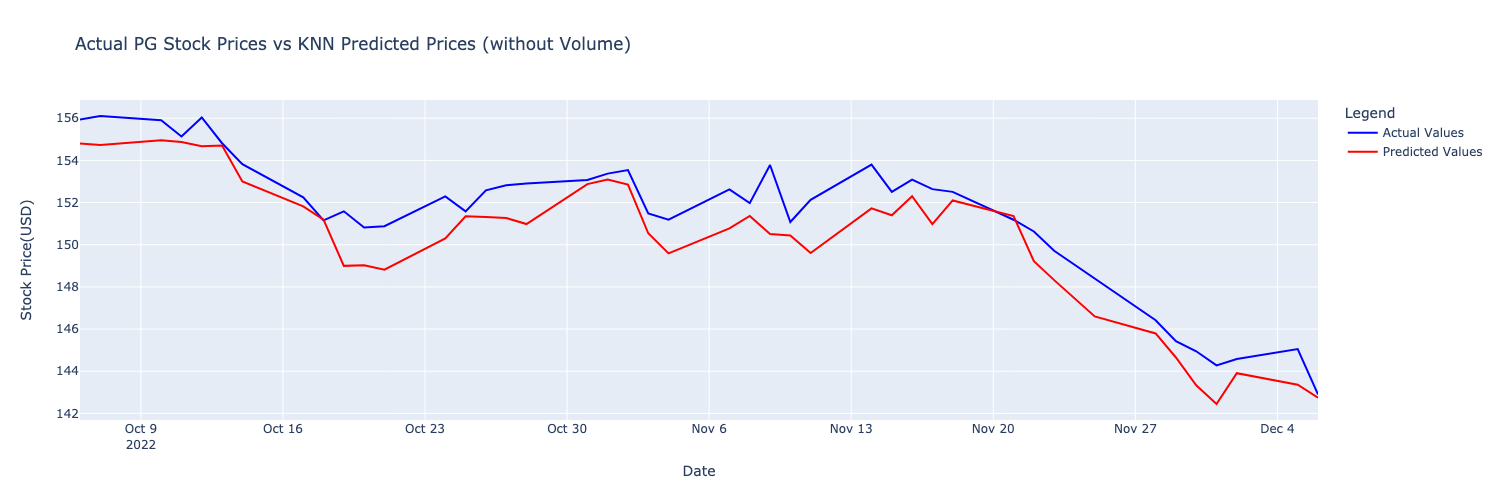 Actual PG Stock Prices vs KNN Predicted Prices (without Volume)
Legend
Actual Values
Predicted Values
Stock Price(USD)
156
154
152
150
148
146
144
142
Oct 9
2022
Oct 16
Oct 23
Oct 30
Nov 6
Nov 13
Nov 20
Nov 27
Dec 4
Date